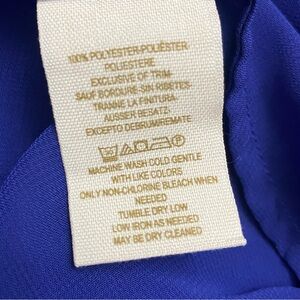 100% POLYESTER-POLIÉSTER
POLIESTERE
EXCLUSIVE OF TRIM-
SAUF BORDURE-SIN RIBETES-
TRANNE LA FINITURA-
AUSSER BESATZ,
EXCEPTO DEBRUMREMATE
MACHINE WASH COLD GENTLE
WITH LIKE COLORS
ONLY NON-CHLORINE BLEACH WHEN
NEEDED
TUMBLE DRY LOW
LOW IRON AS NEEDED
MAY BE DRY CLEANED